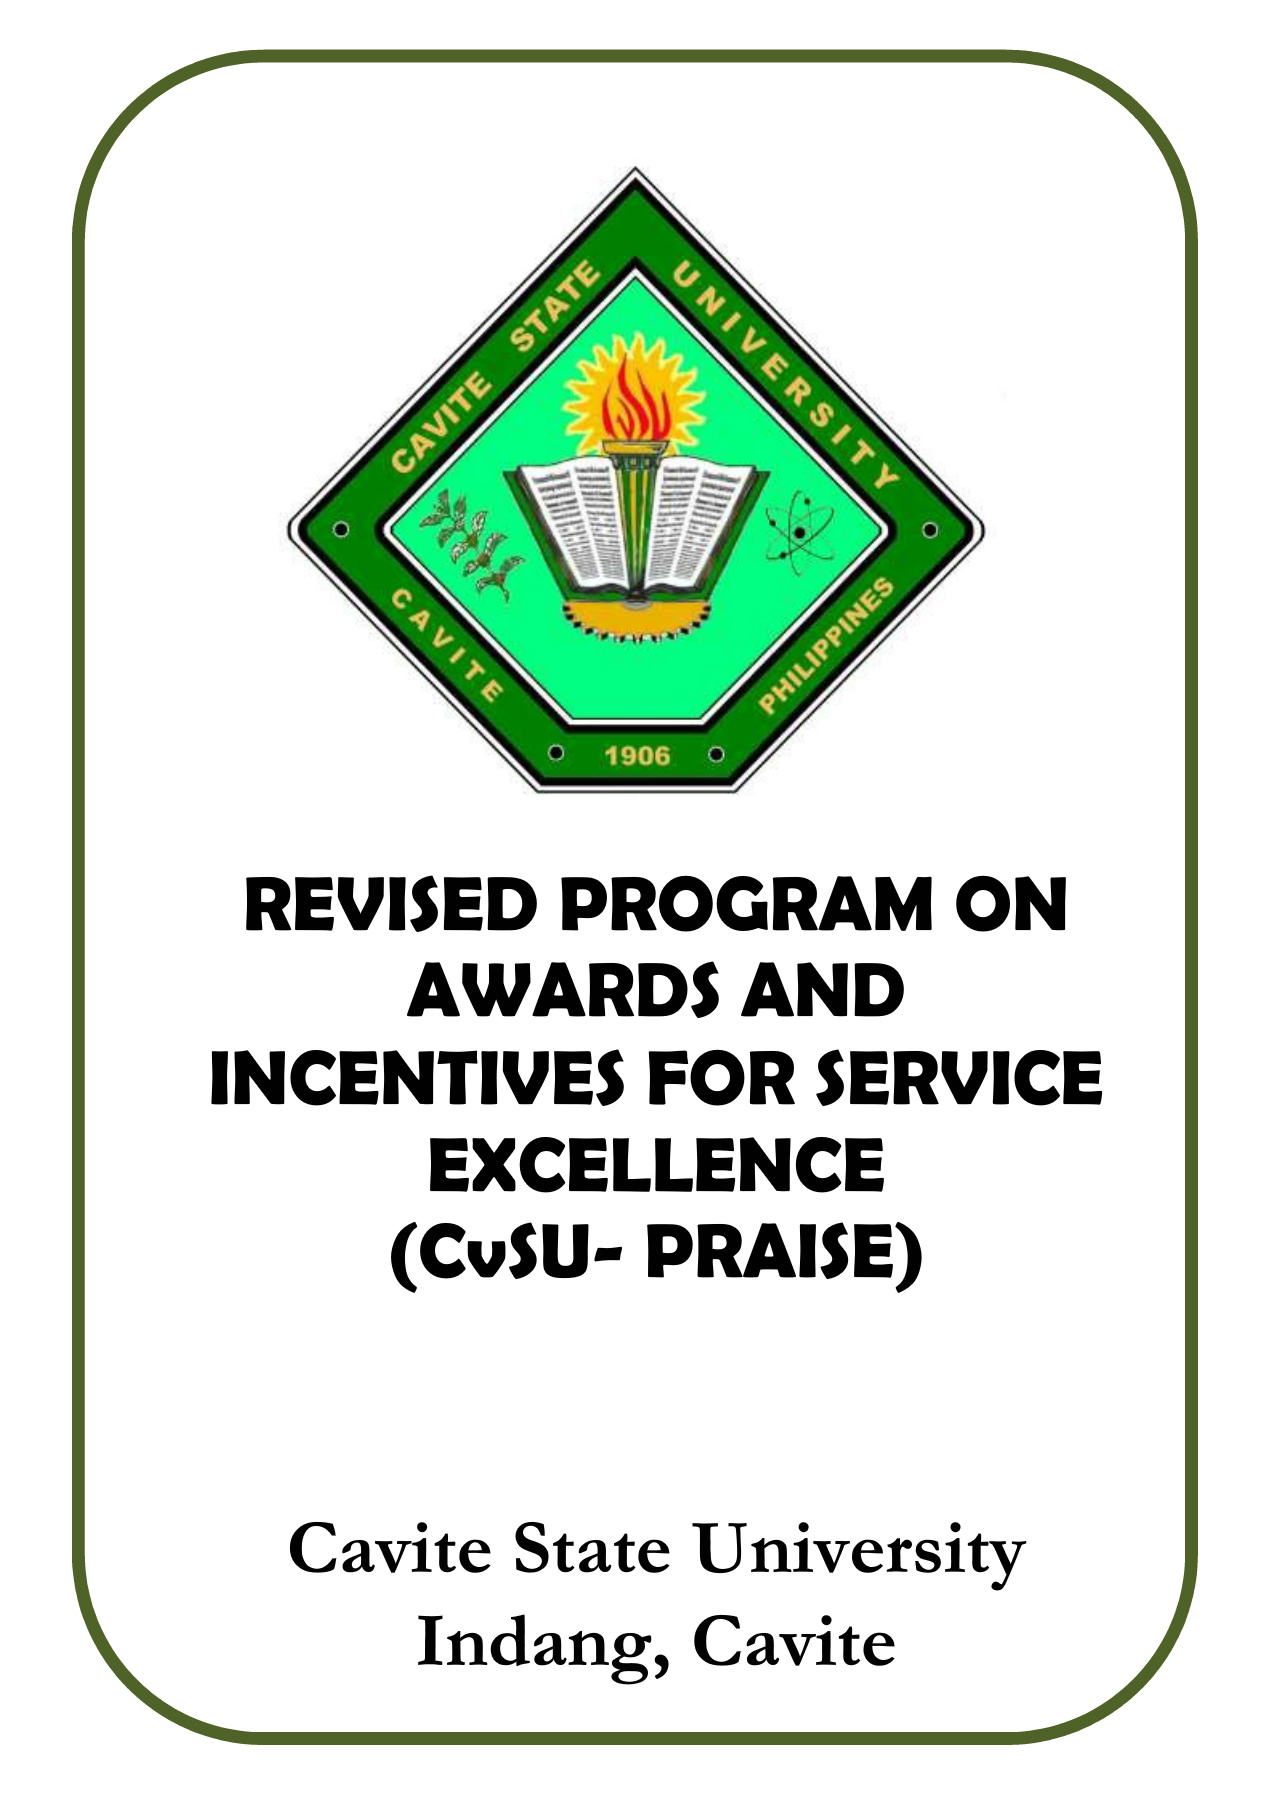 CAVITE STATE UNIVERSITY
CAVITE
PHILIPPINES
1906
REVISED PROGRAM ON
AWARDS AND
INCENTIVES FOR SERVICE
EXCELLENCE
(CvSU- PRAISE)
Cavite State University
Indang, Cavite